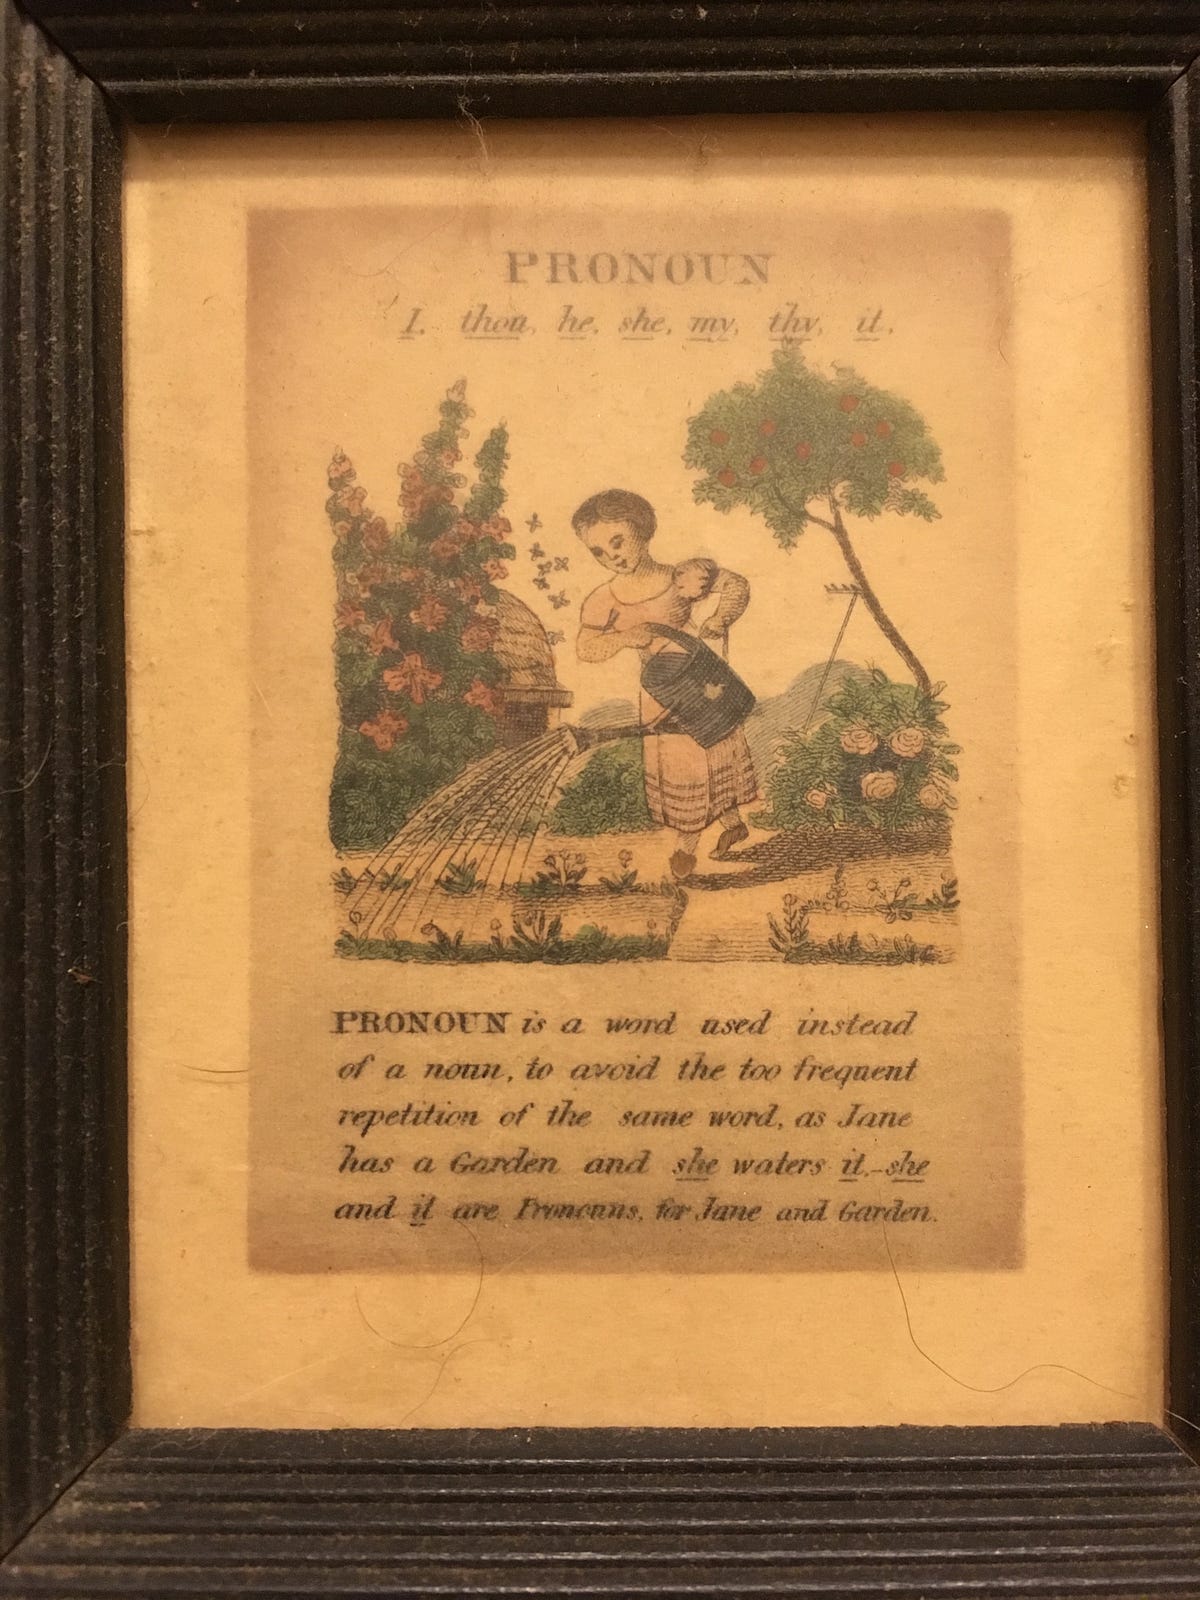 PRONOUN
I. thou, he, she, my, thy, it,
PRONOUN is a word used instead
of a noun, to avoid the too frequent
repetition of the same word, as Jane
has a Garden and she waters it.-she
and it are Pronouns, for Jane and Garden.